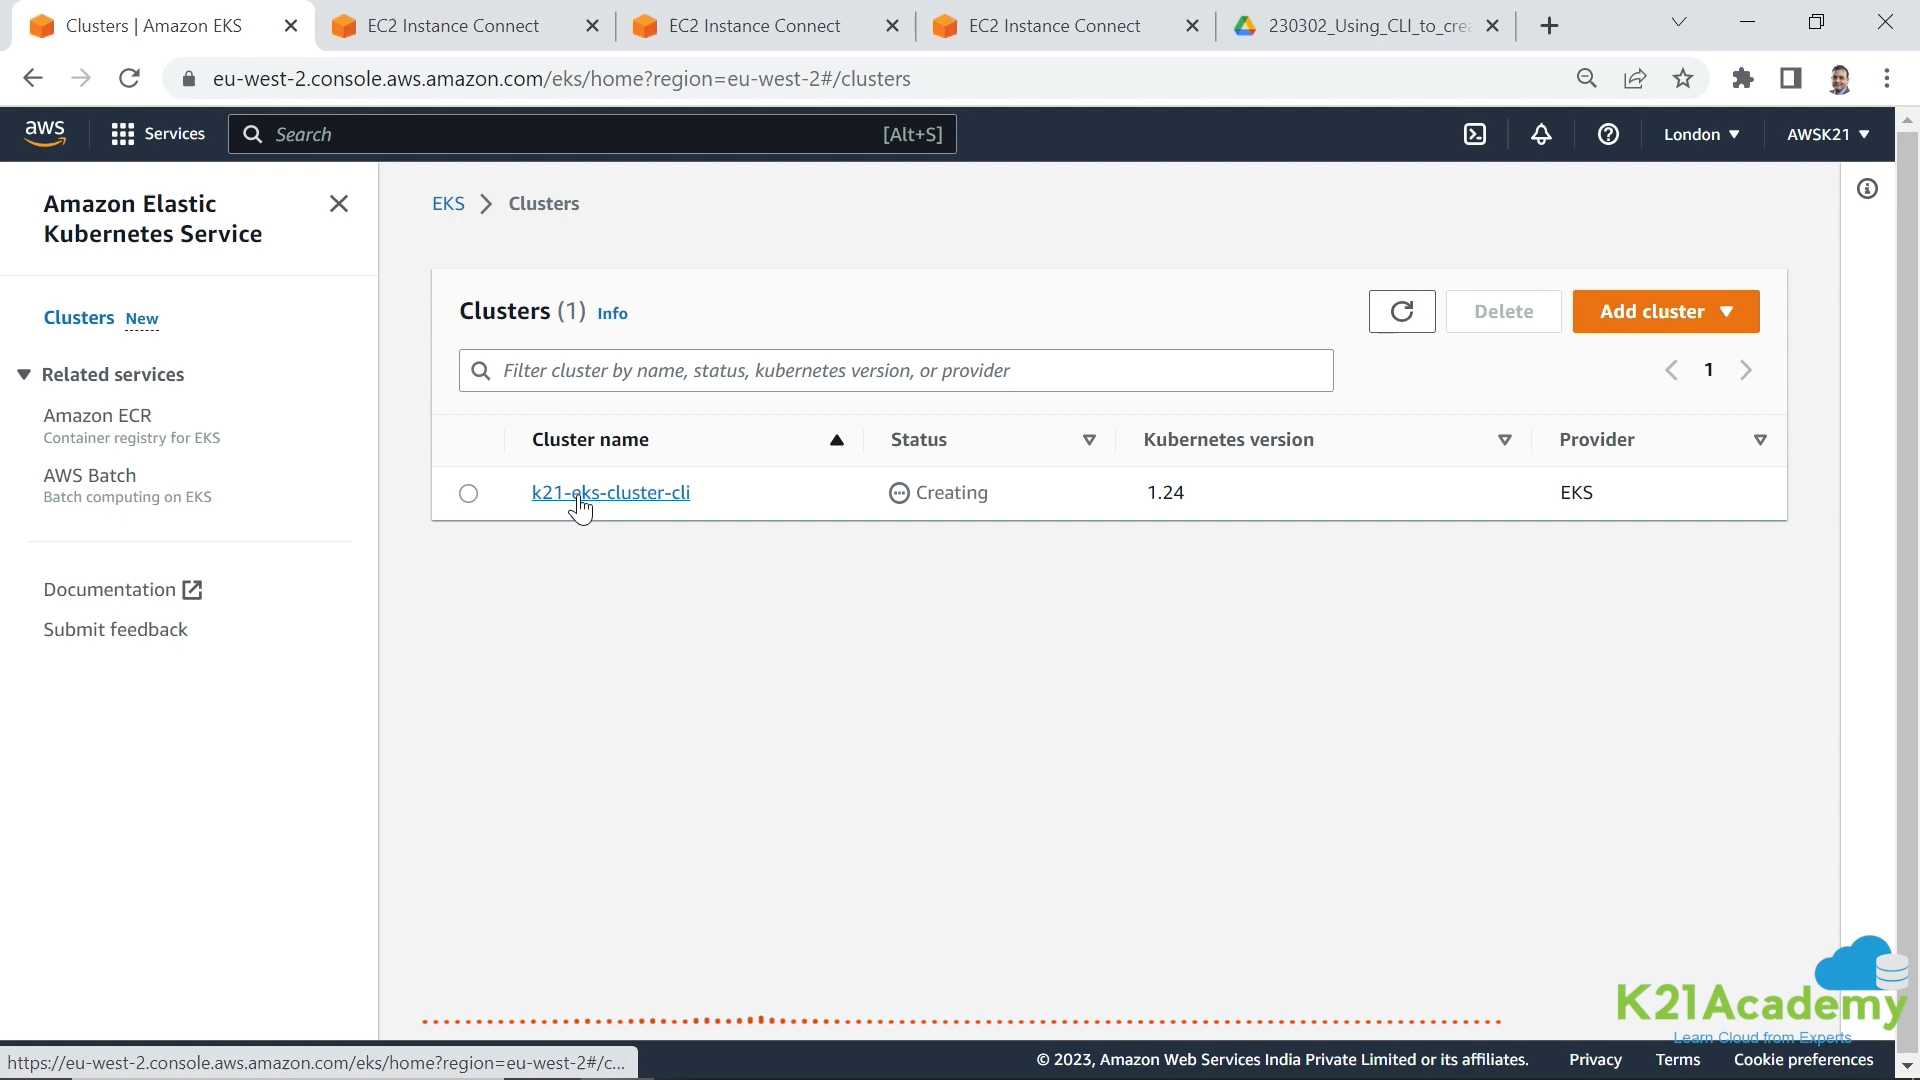 Clusters | Amazon EKS
EC2 Instance Connect
EC2 Instance Connect
EC2 Instance Connect
230302_Using_CLI_to_crea
eu-west-2.console.aws.amazon.com/eks/home?region=eu-west-2#/clusters
aws
Services
Search
[Alt+S]
London
AWSK21
Amazon Elastic
Kubernetes Service
EKS
Clusters
Clusters New
Related services
Amazon ECR
Container registry for EKS
AWS Batch
Batch computing on EKS
Documentation
Submit feedback
Clusters (1) Info
Delete
Add cluster
Filter cluster by name, status, kubernetes version, or provider
1
Cluster name
Status
Kubernetes version
Provider
k21-eks-cluster-cli
Creating
1.24
EKS
K21Academy
Learn Cloud from Experts
https://eu-west-2.console.aws.amazon.com/eks/home?region=eu-west-2#/c...
© 2023, Amazon Web Services India Private Limited or its affiliates.
Privacy
Terms
Cookie preferences